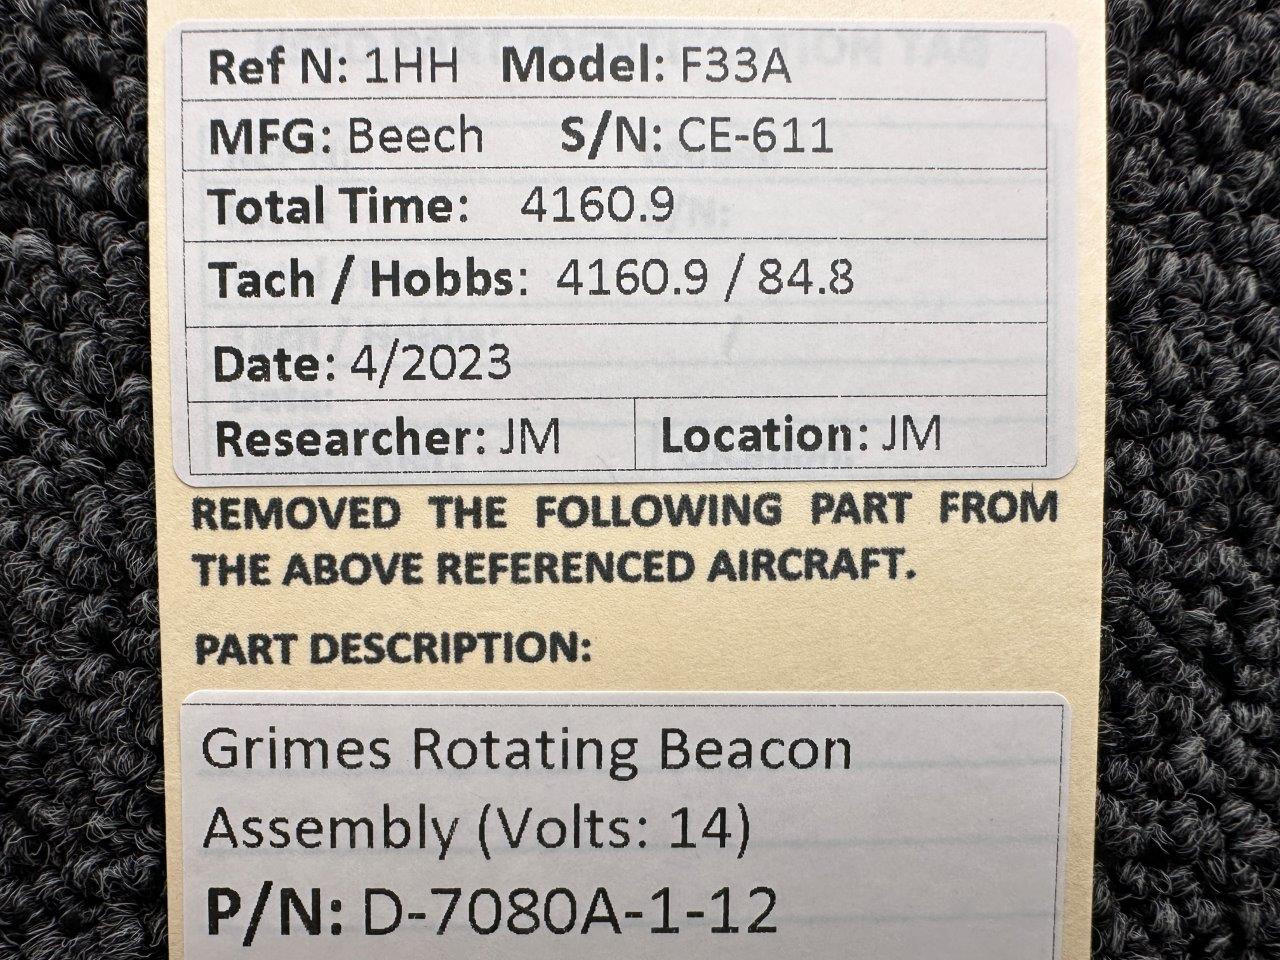 Ref N: 1HH Model: F33A
MFG: Beech S/N: CE-611
Total Time: 4160.9
Tach / Hobbs: 4160.9 / 84.8
Date: 4/2023
Researcher: JM Location: JM
REMOVED THE FOLLOWING PART FROM
THE ABOVE REFERENCED AIRCRAFT.
PART DESCRIPTION:
Grimes Rotating Beacon
Assembly (Volts: 14)
P/N: D-7080A-1-12